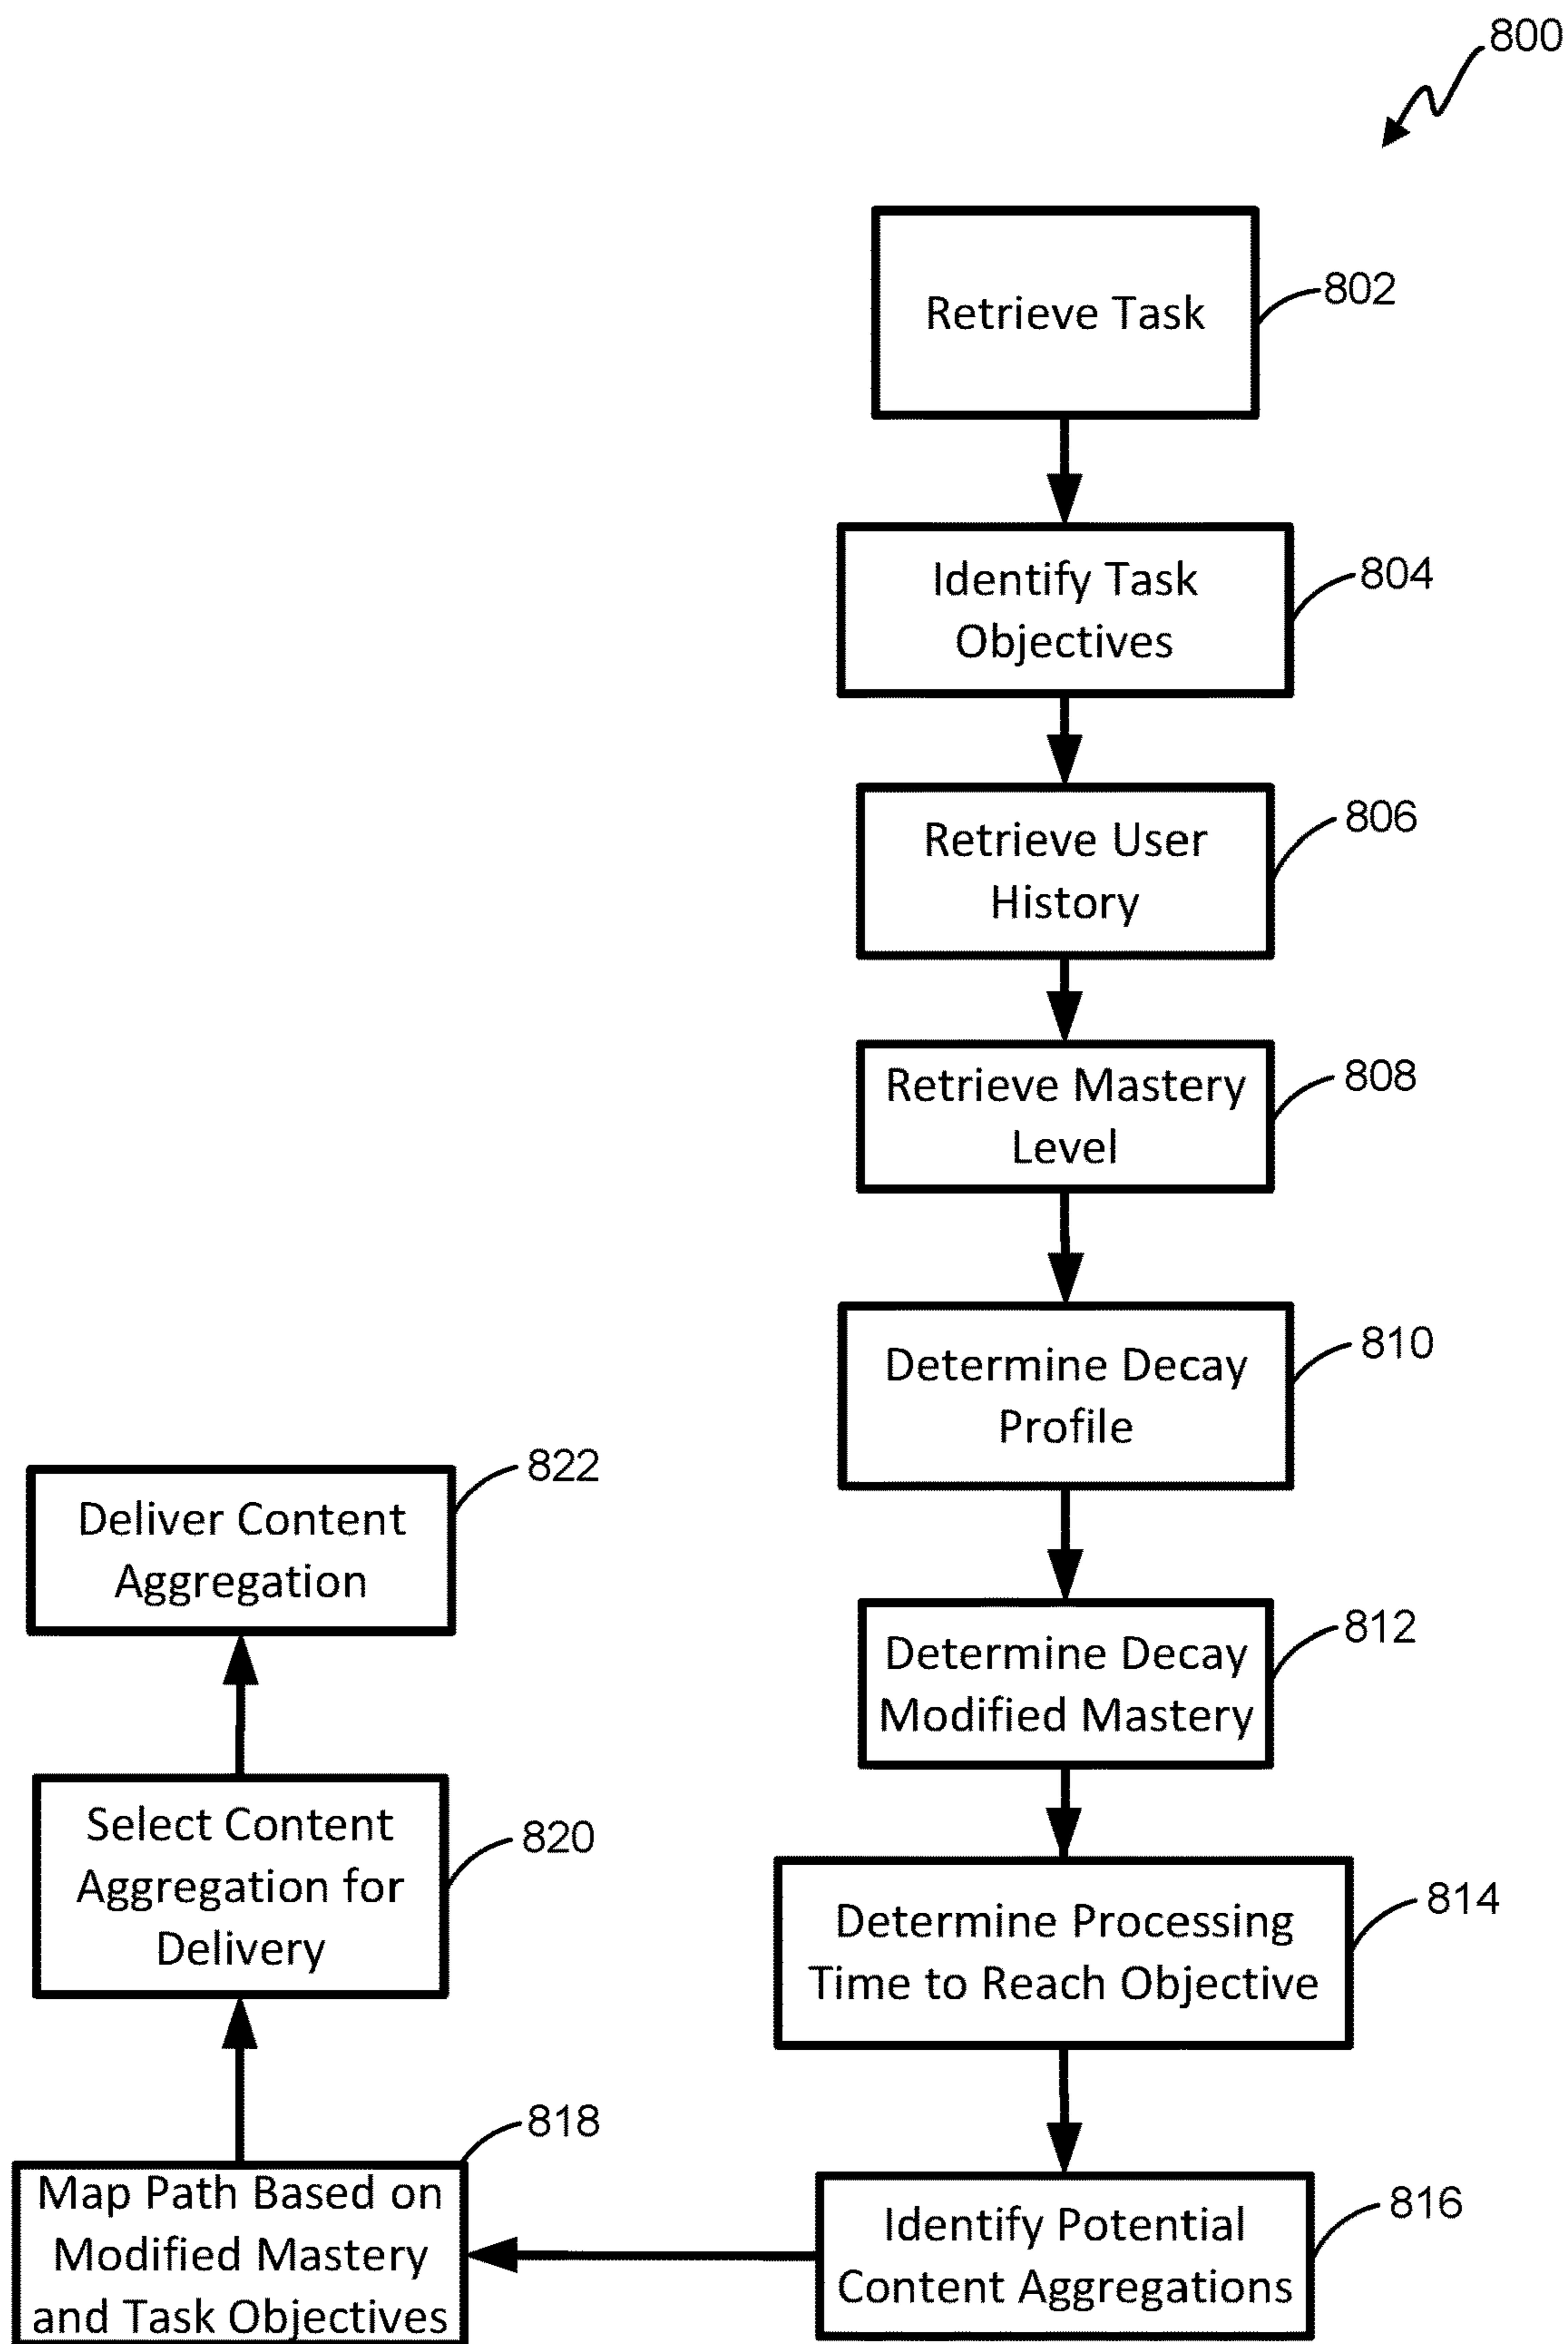 800
Retrieve Task
802
Identify Task
Objectives
804
Retrieve User
History
806
Retrieve Mastery
Level
808
Determine Decay
Profile
810
Determine Decay
Modified Mastery
812
Determine Processing
Time to Reach Objective
814
Identify Potential
Content Aggregations
816
Map Path Based on
Modified Mastery
and Task Objectives
818
Select Content
Aggregation for
Delivery
820
Deliver Content
Aggregation
822